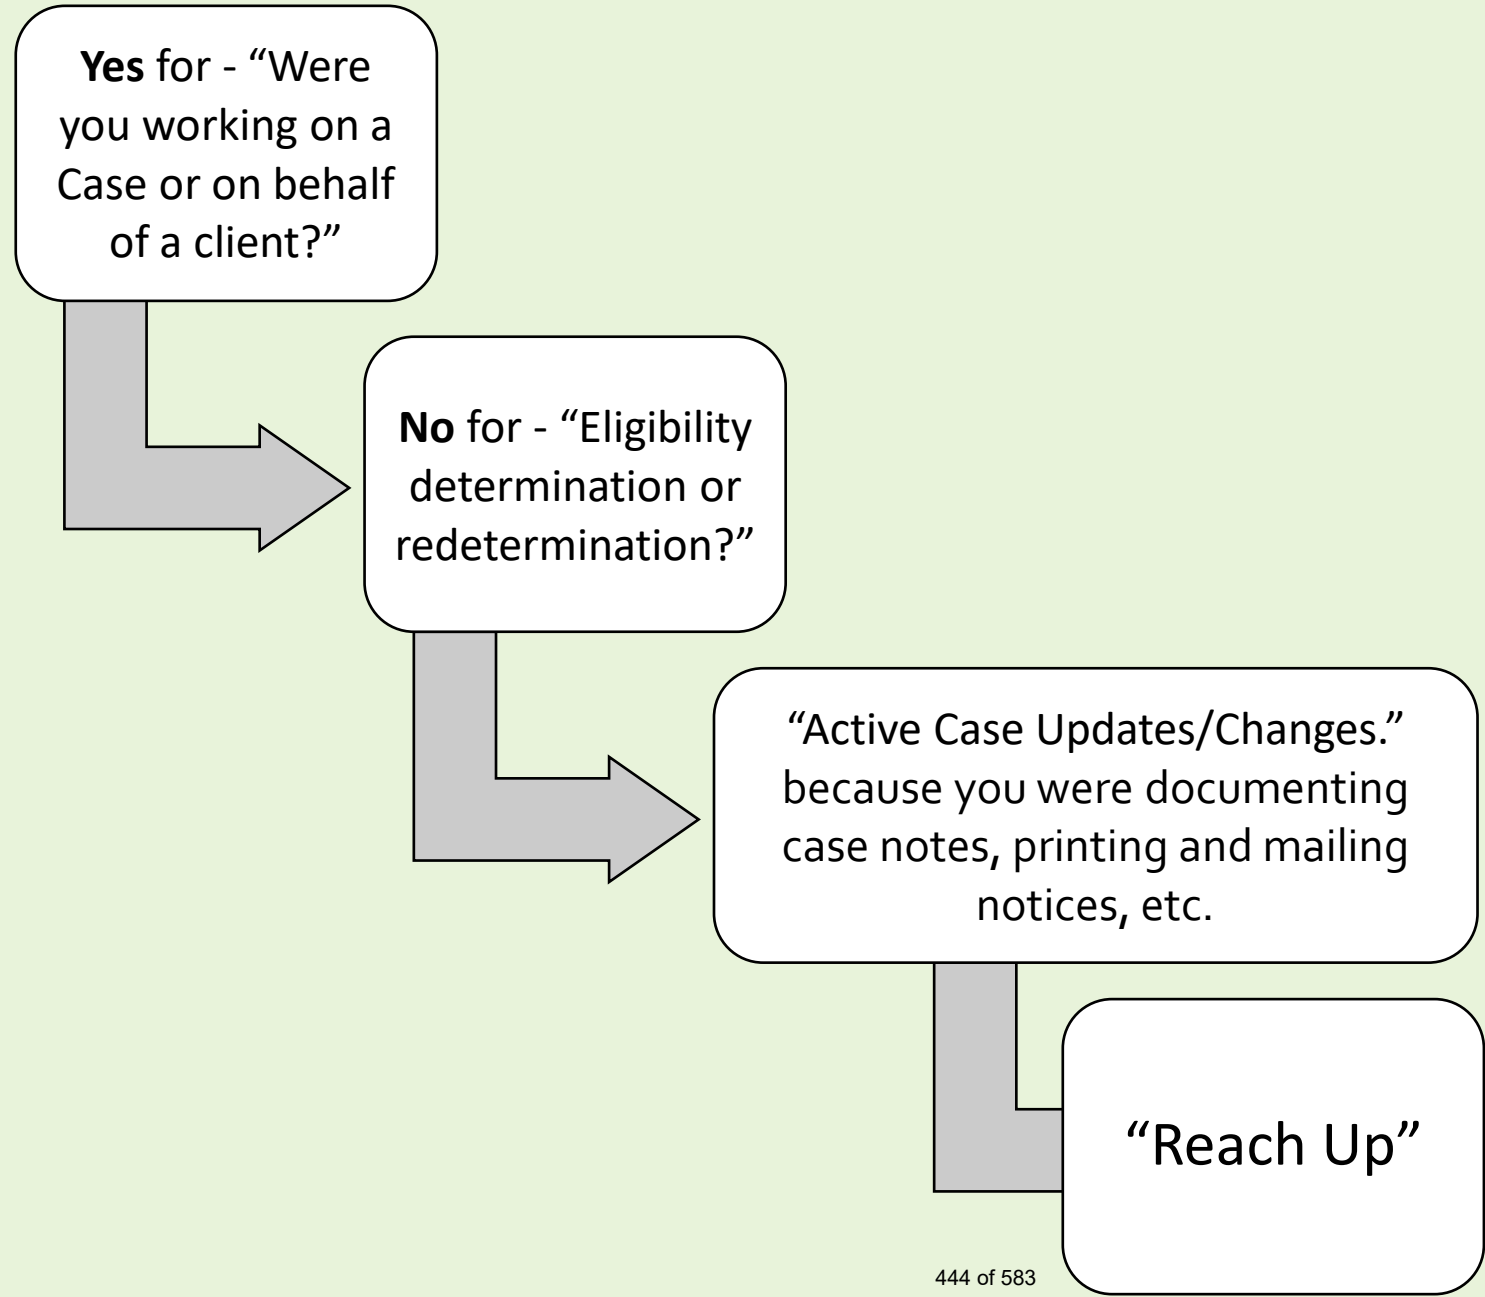 Yes for - “Were
you working on a
Case or on behalf
of a client?”
No for - “Eligibility
determination or
redetermination?”
“Active Case Updates/Changes.”
because you were documenting
case notes, printing and mailing
notices, etc.
“Reach Up”
444 of 583